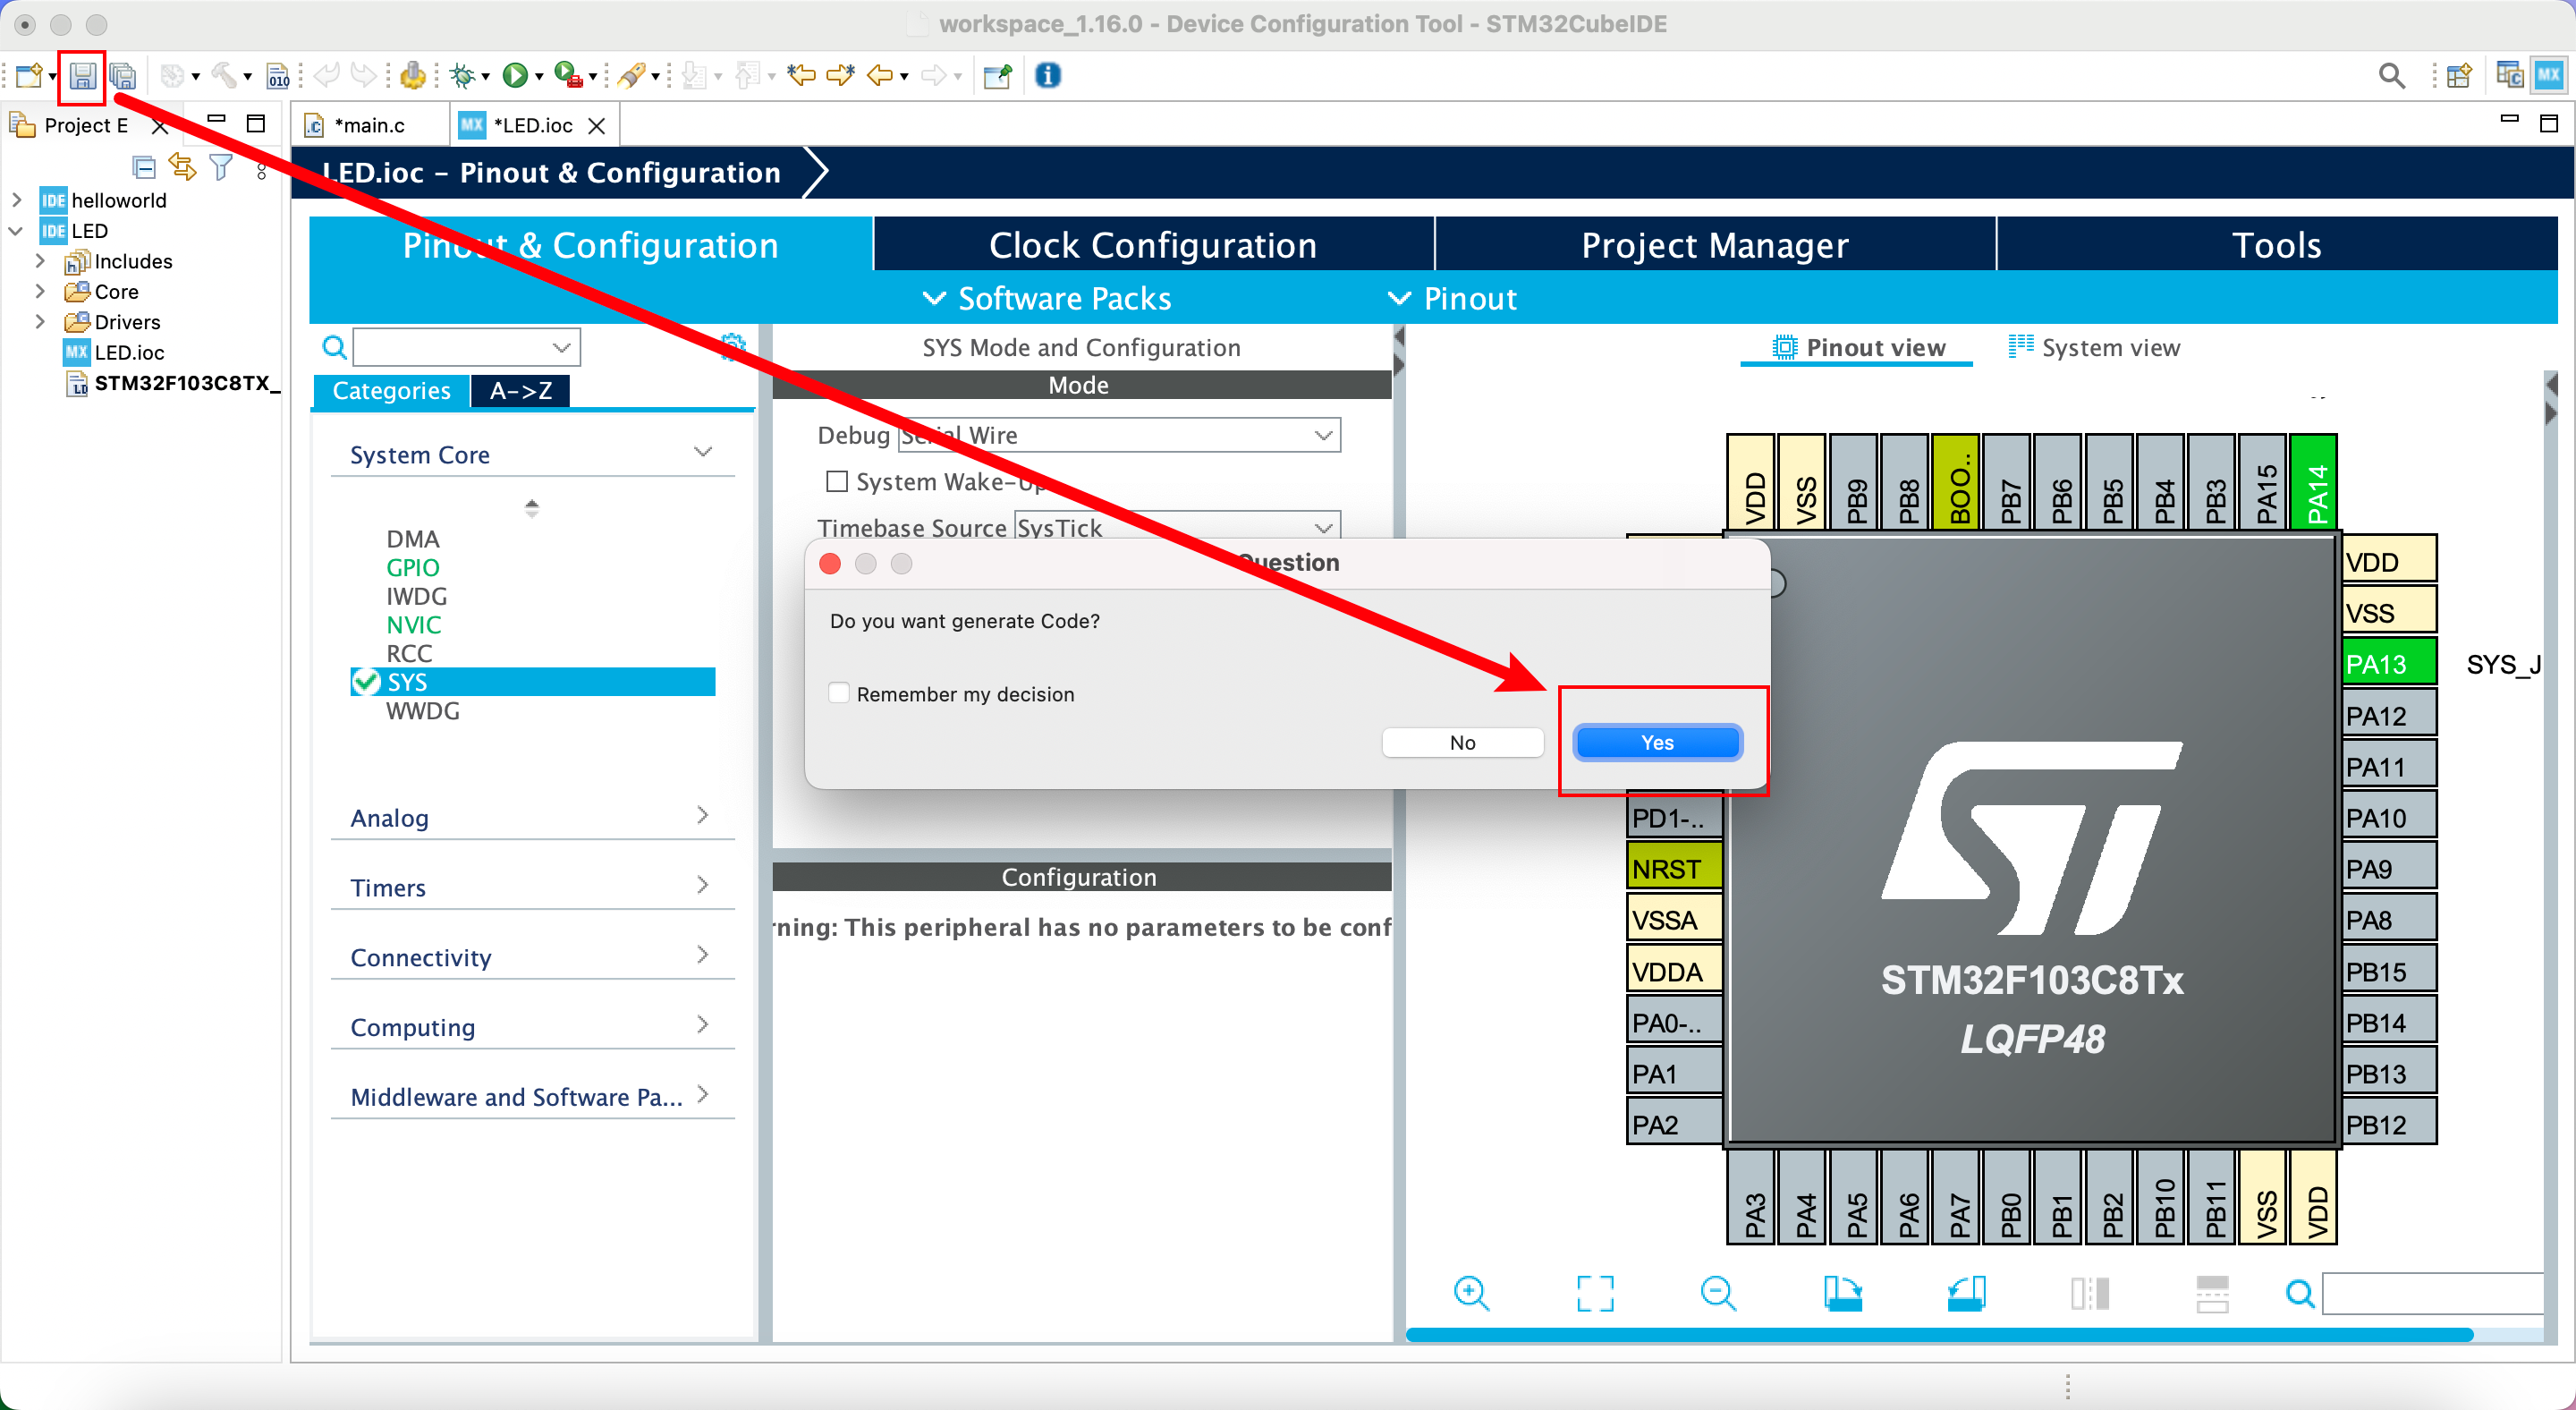 workspace_1.16.0 - Device Configuration Tool - STM32CubeIDE
010
MX
Project E
*main.c
MX *LED.ioc
LED.ioc – Pinout & Configuration
IDE helloworld
IDE LED
Includes
Core
Drivers
MX LED.ioc
STM32F103C8TX_
Pinout & Configuration
Clock Configuration
Project Manager
Tools
Software Packs
Pinout
Categories
A->Z
System Core
DMA
GPIO
IWDG
NVIC
RCC
SYS
WWDG
Analog
Timers
Connectivity
Computing
Middleware and Software Pa...
SYS Mode and Configuration
Mode
Debug Serial Wire
System Wake-Up
Timebase Source SysTick
Question
Do you want generate Code?
Remember my decision
No
Yes
Configuration
rning: This peripheral has no parameters to be conf
Pinout view
System view
VDD
VSS
PB9
PB8
BOO..
PB7
PB6
PB5
PB4
PB3
PA15
PA14
VDD
VSS
PA13
SYS_J
PA12
PA11
PA10
PA9
PA8
PB15
PB14
PB13
PB12
PD1-..
NRST
VSSA
VDDA
PA0-..
PA1
PA2
STM32F103C8Tx
LQFP48
PA3
PA4
PA5
PA6
PA7
PB0
PB1
PB2
PB10
PB11
VSS
VDD